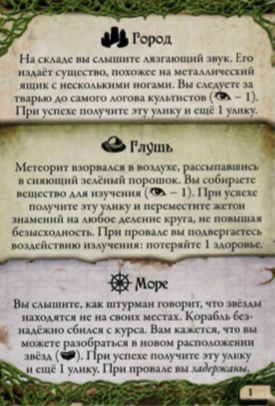 Город
На складе вы слышите лязгающий звук. Его
издаёт существо, похожее на металлический
ящик с несколькими ногами. Вы следуете за
тварью до самого логова культистов ( – 1).
При успехе получите эту улику и ещё 1 улику.
Глушь
Метеорит взорвался в воздухе, рассыпавшись
в сияющий зелёный порошок. Вы собираете
вещество для изучения ( – 1). При успехе
получите эту улику и переместите жетон
знамений на любое деление круга, не повышая
безысходность. При провале вы подвергаетесь
воздействию излучения: потеряйте 1 здоровье.
Море
Вы слышите, как штурман говорит, что звёзды
находятся не на своих местах. Корабль без-
надёжно сбился с курса. Вам кажется, что вы
можете разобраться в новом расположении
звёзд (). При успехе получите эту улику
и ещё 1 улику. При провале вы задержаны.
1